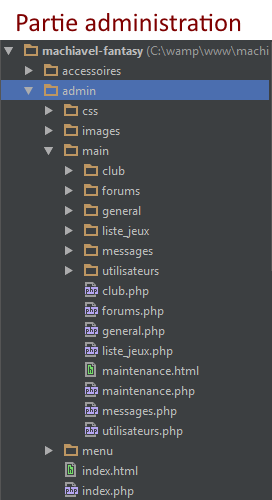 Partie administration
machiavel-fantasy (C:\wamp\www\machi
accessoires
admin
css
images
main
club
forums
general
liste_jeux
messages
utilisateurs
club.php
forums.php
general.php
liste_jeux.php
maintenance.html
maintenance.php
messages.php
utilisateurs.php
menu
index.html
index.php